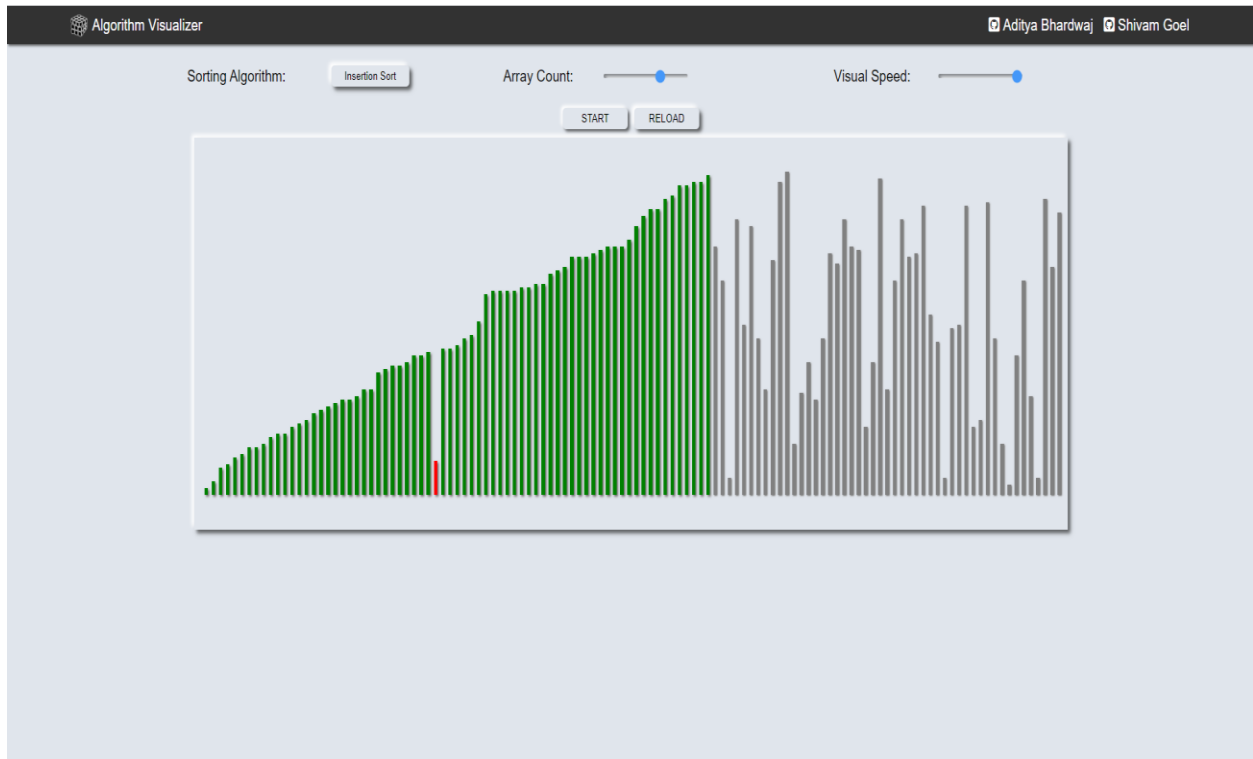 Algorithm Visualizer Aditya Bhardwaj Shivam Goel
Sorting Algorithm: Insertion Sort Array Count: Visual Speed:
START RELOAD